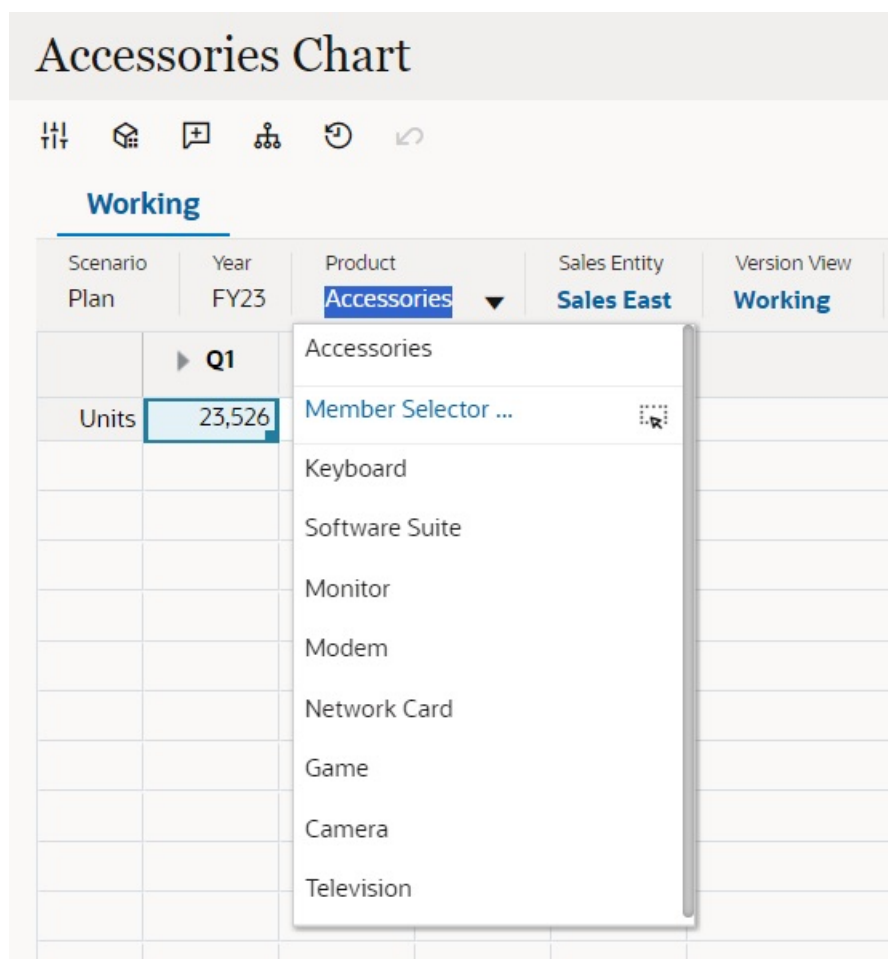 Accessories Chart
Working
Scenario Year Product Sales Entity Version View
Plan FY23 Accessories Sales East Working
Q1
Accessories
Units 23,526
Member Selector ...
Keyboard
Software Suite
Monitor
Modem
Network Card
Game
Camera
Television